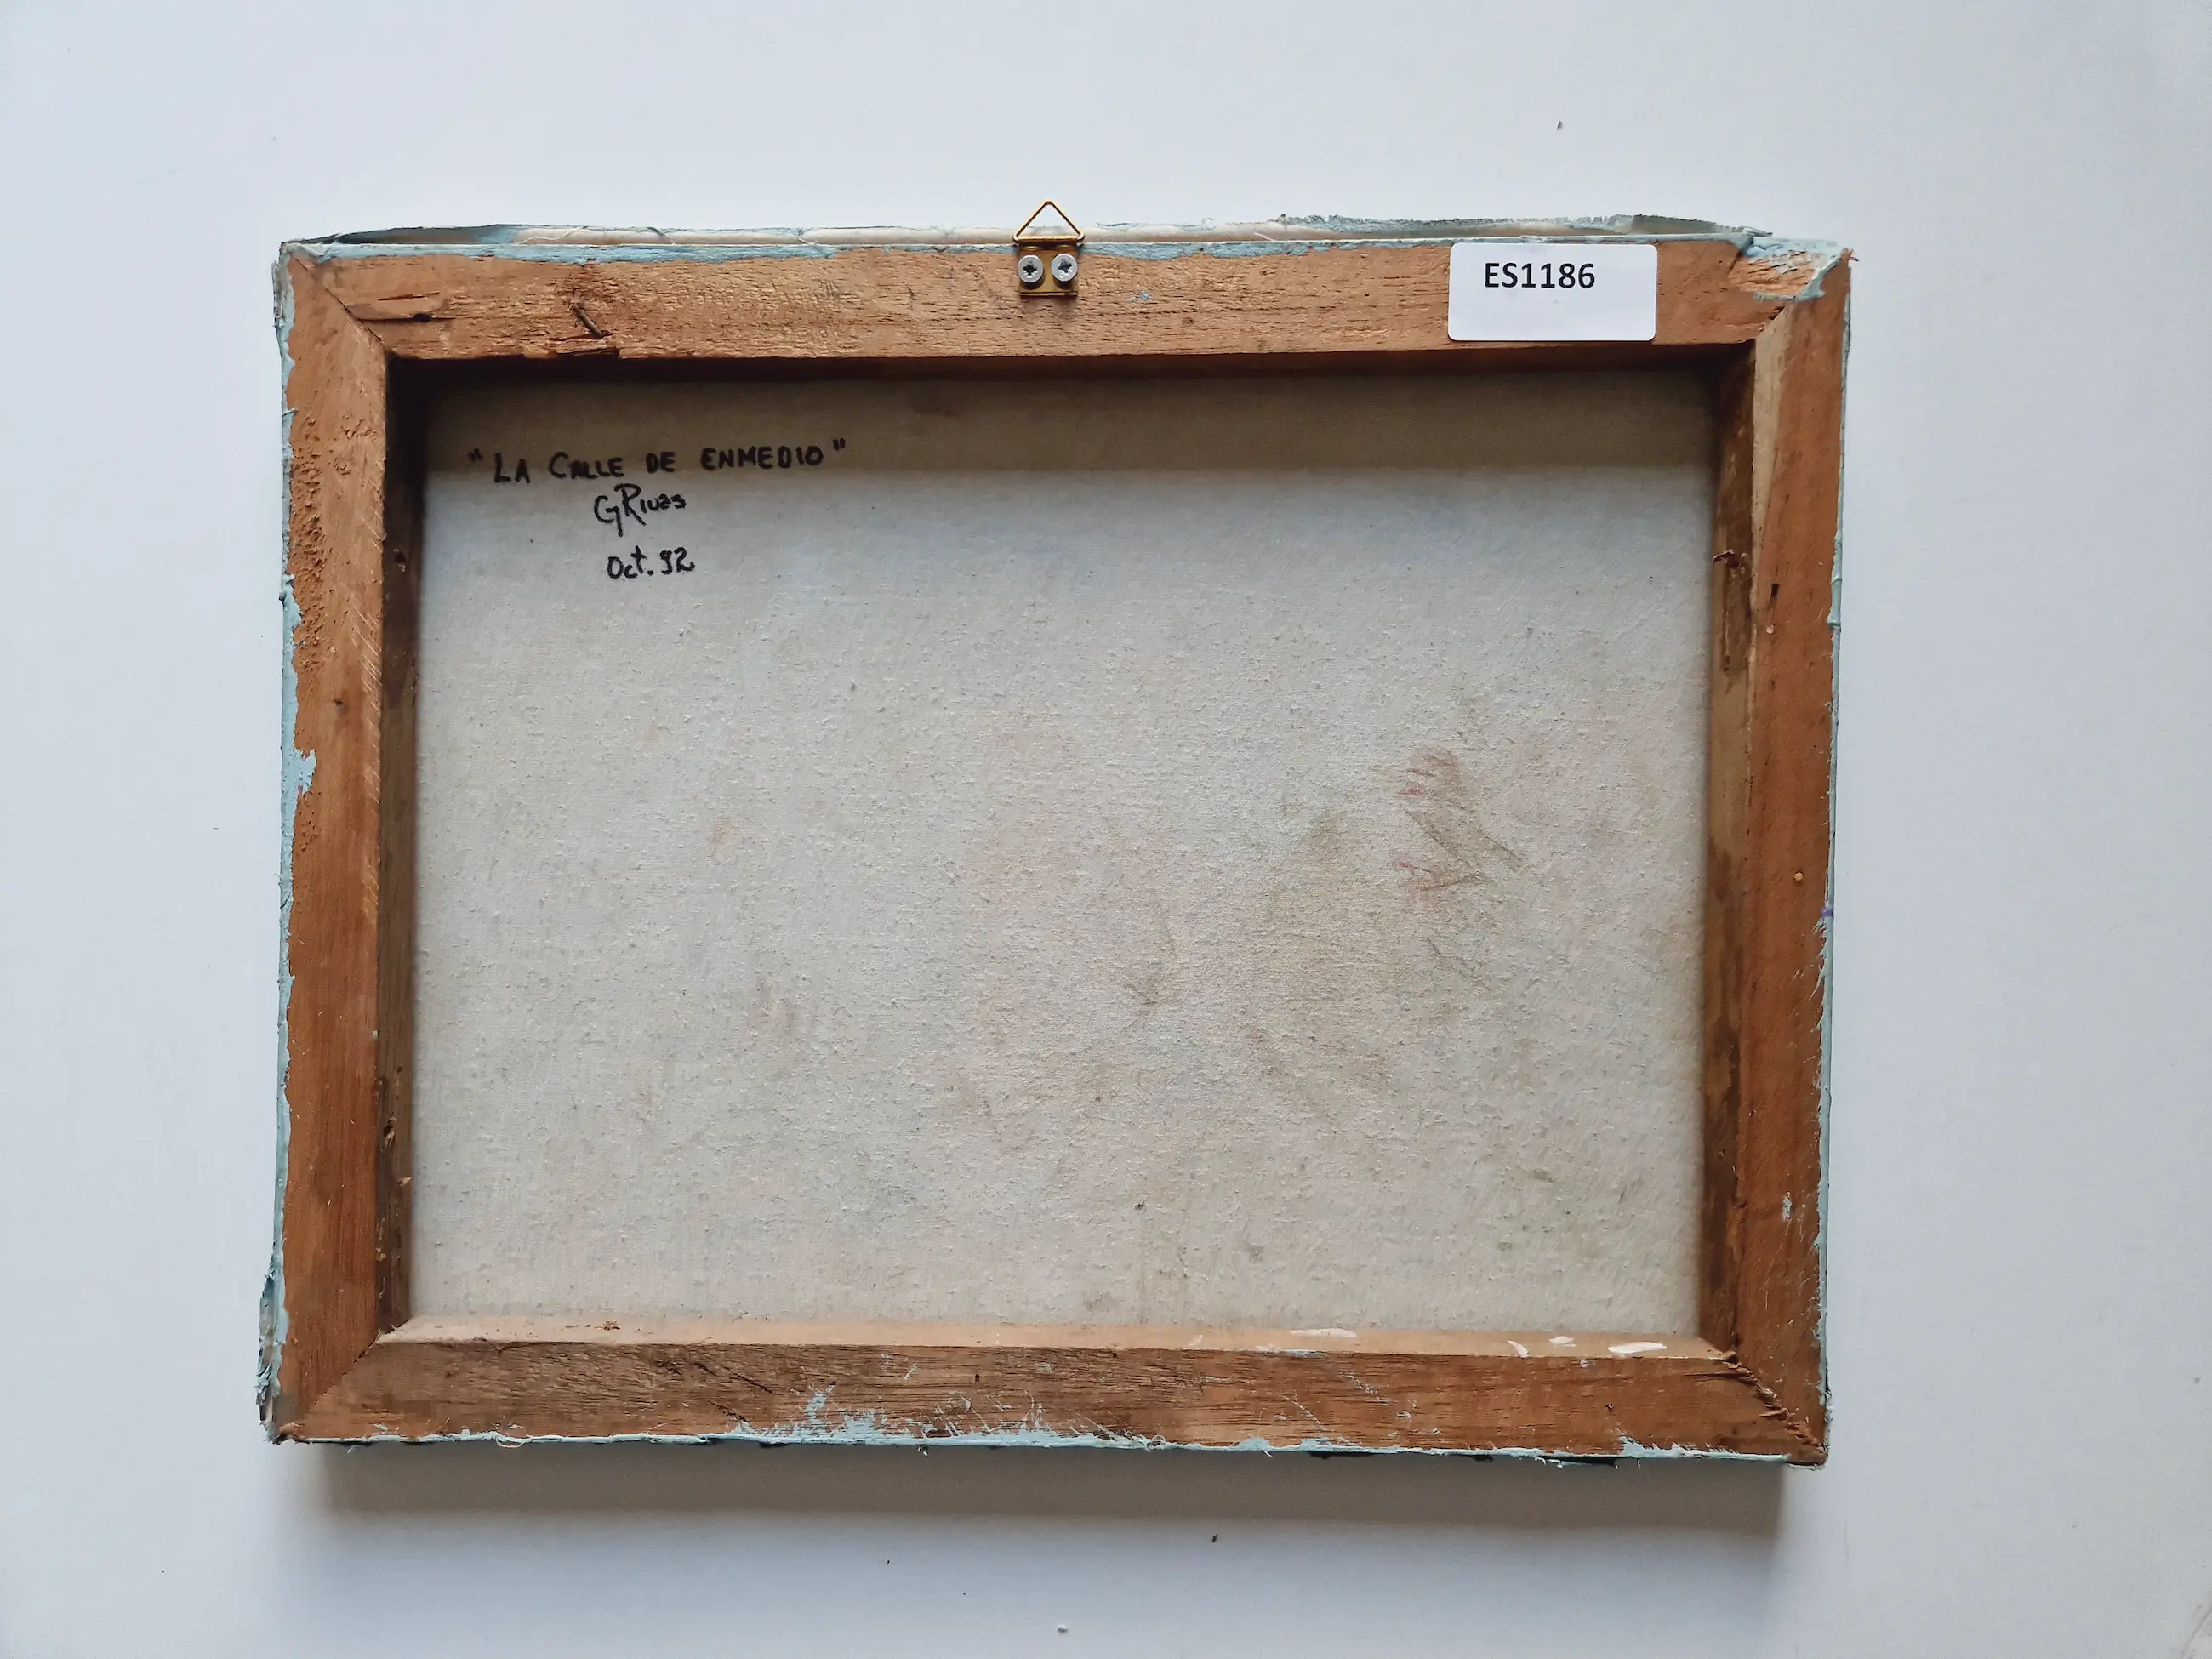 ES1186
"LA CALLE DE ENMEDIO"
GRivas
Oct. 92